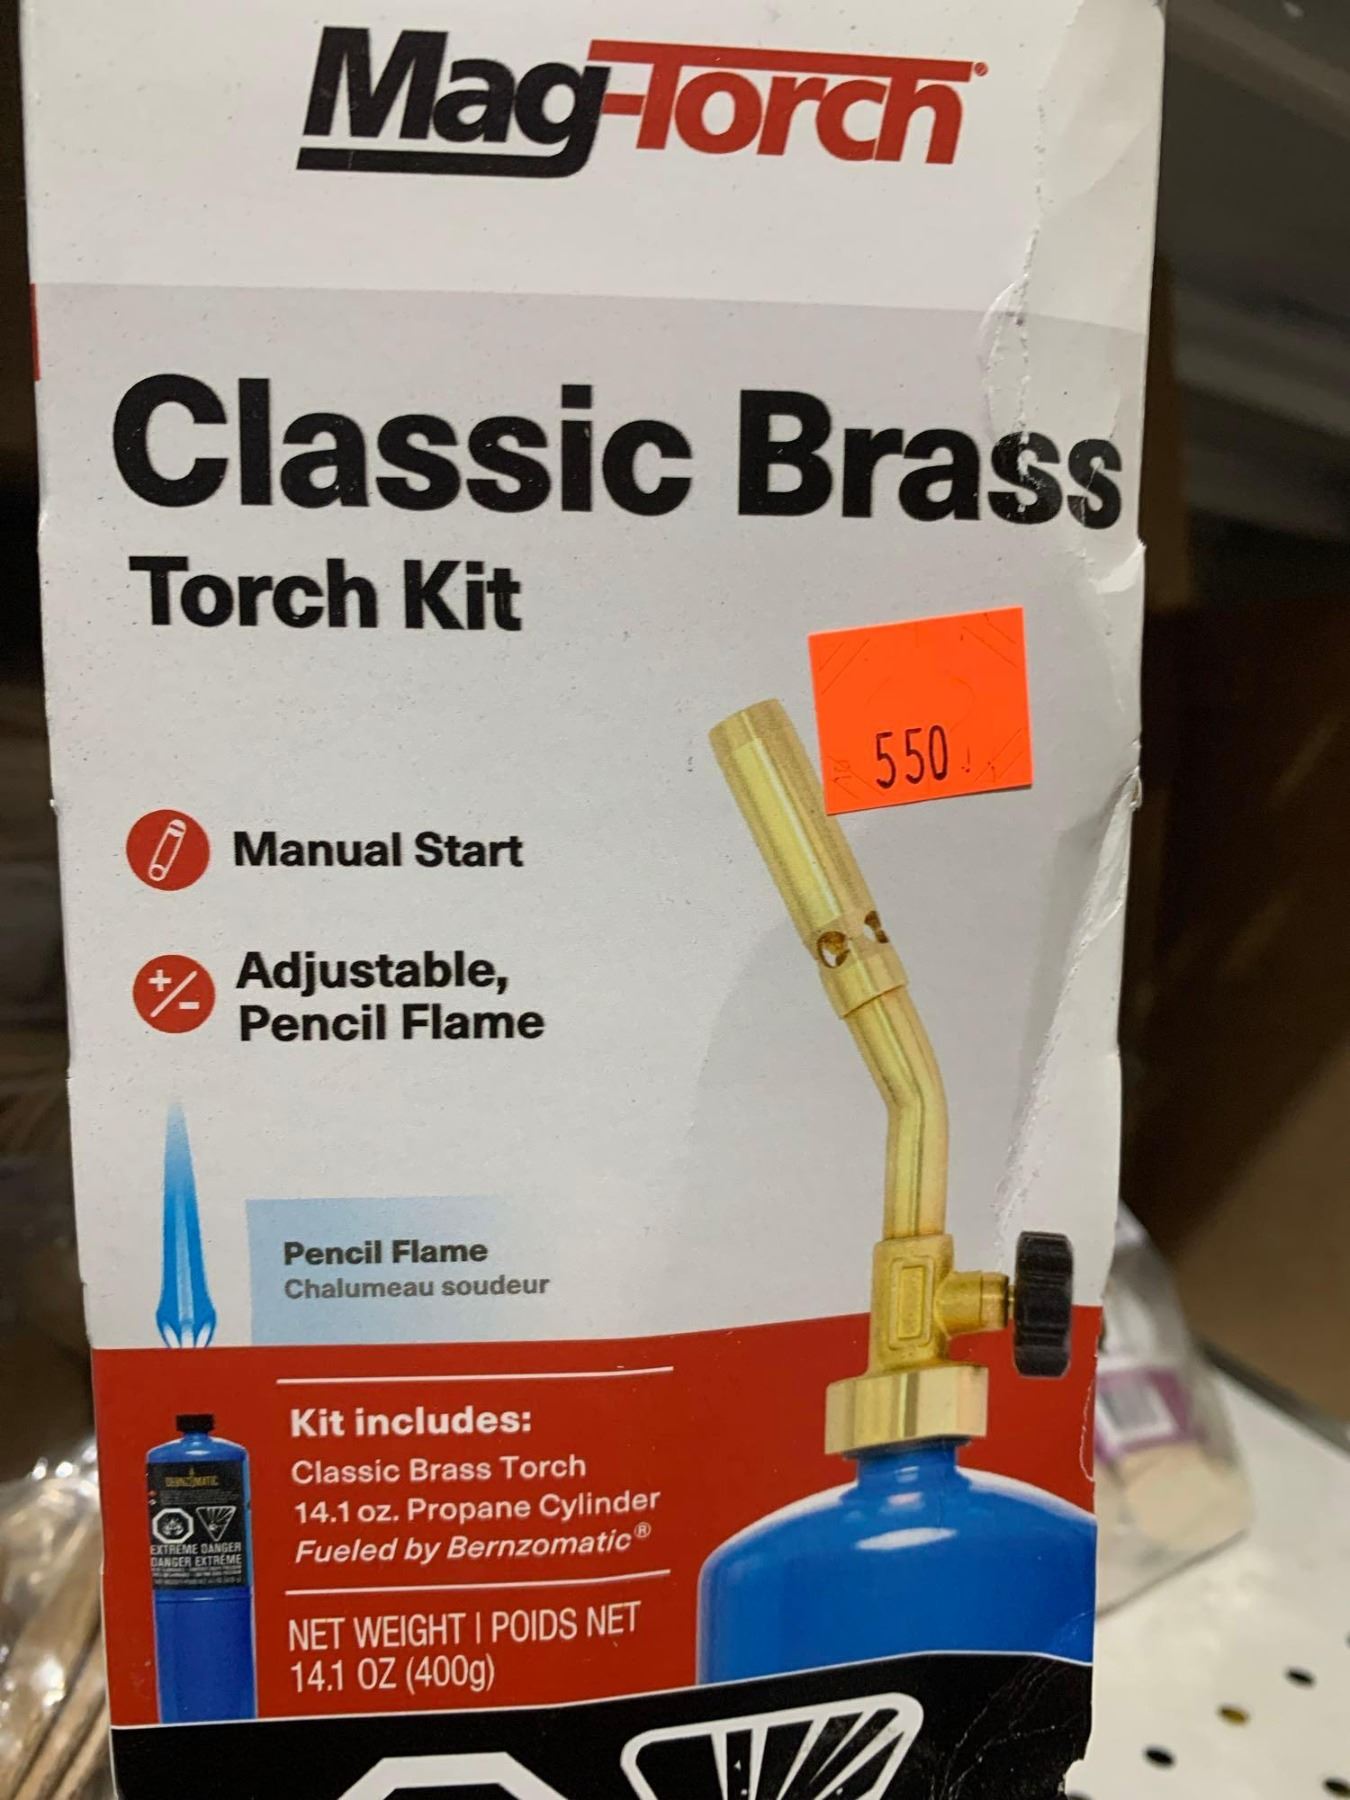 Mag-Torch®
Classic Brass
Torch Kit
550
Manual Start
Adjustable,
Pencil Flame
Pencil Flame
Chalumeau soudeur
Kit includes:
Classic Brass Torch
14.1 oz. Propane Cylinder
Fueled by Bernzomatic®
BERNZOMATIC
EXTREME DANGER
DANGER EXTRÊME
NET WEIGHT | POIDS NET
14.1 OZ (400g)